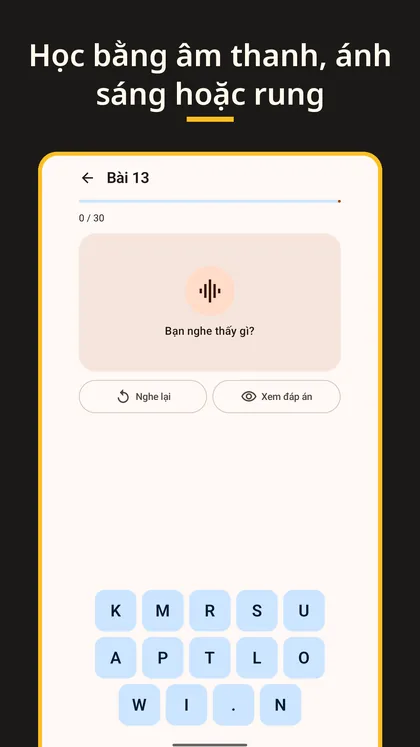 Học bằng âm thanh, ánh
sáng hoặc rung
Bài 13
0 / 30
Bạn nghe thấy gì?
Nghe lại
Xem đáp án
K M R S U
A P T L O
W I . N